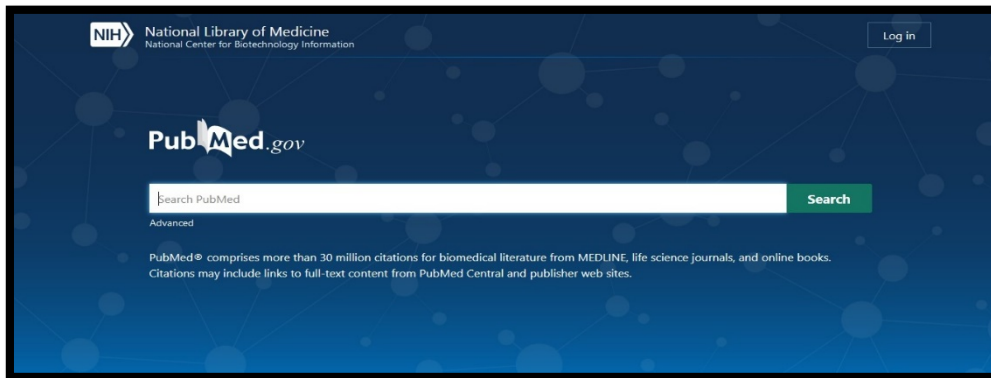 NIH
National Library of Medicine
National Center for Biotechnology Information
Log in
PubMed.gov
Search PubMed
Search
Advanced
PubMed® comprises more than 30 million citations for biomedical literature from MEDLINE, life science journals, and online books.
Citations may include links to full-text content from PubMed Central and publisher web sites.